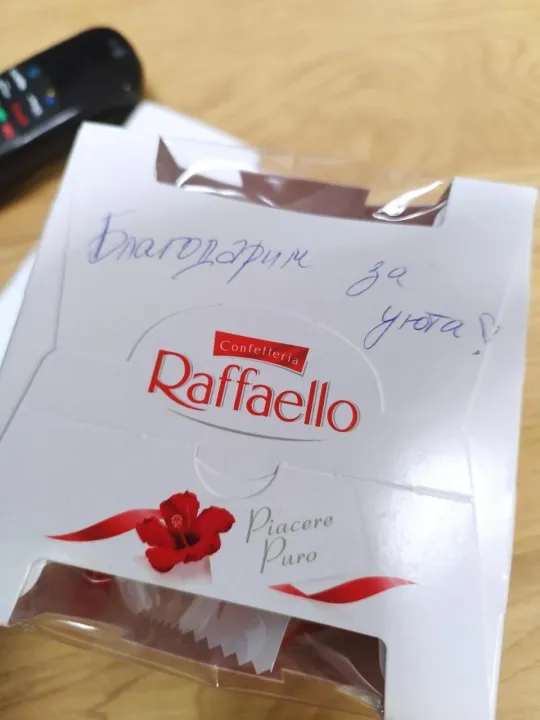 Благодарим за
уюта!
Confetteria
Raffaello
Piacere
Puro